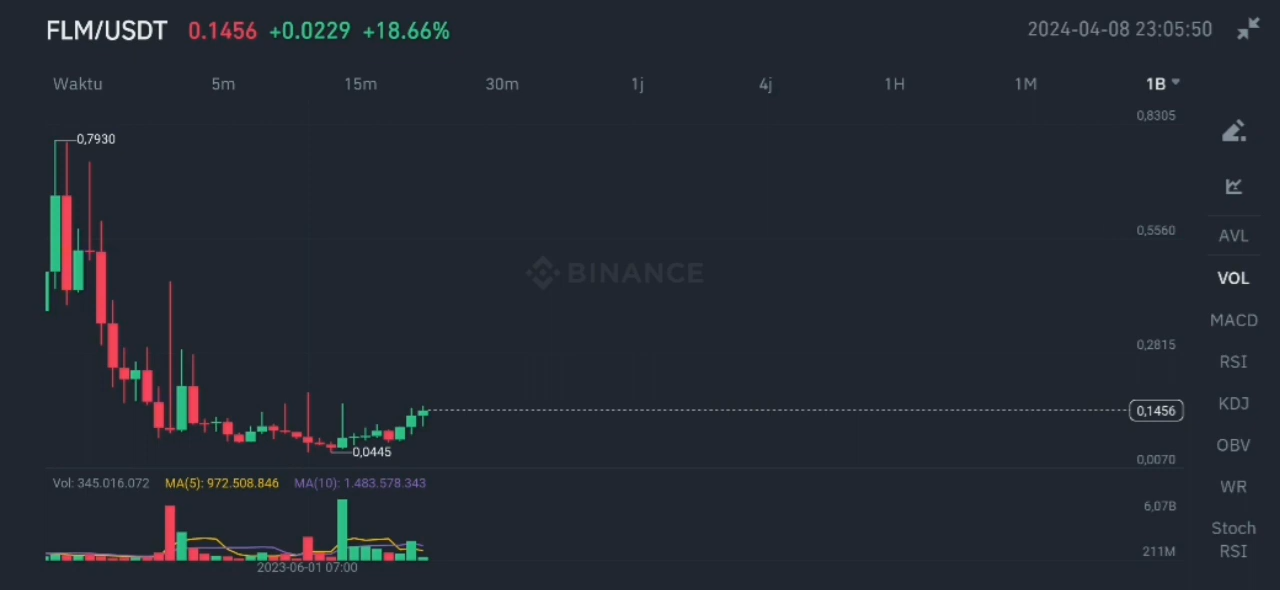 FLM/USDT 0.1456 +0.0229 +18.66% 2024-04-08 23:05:50
Waktu 5m 15m 30m 1j 4j 1H 1M 1B
0,8305
0,7930
0,5560
AVL
BINANCE
VOL
MACD
0,2815
RSI
KDJ
0,1456
OBV
0,0445
0,0070
Vol: 345.016.072 MA(5): 972.508.846 MA(10): 1.483.578.343
WR
6,07B
Stoch
RSI
211M
2023-06-01 07:00